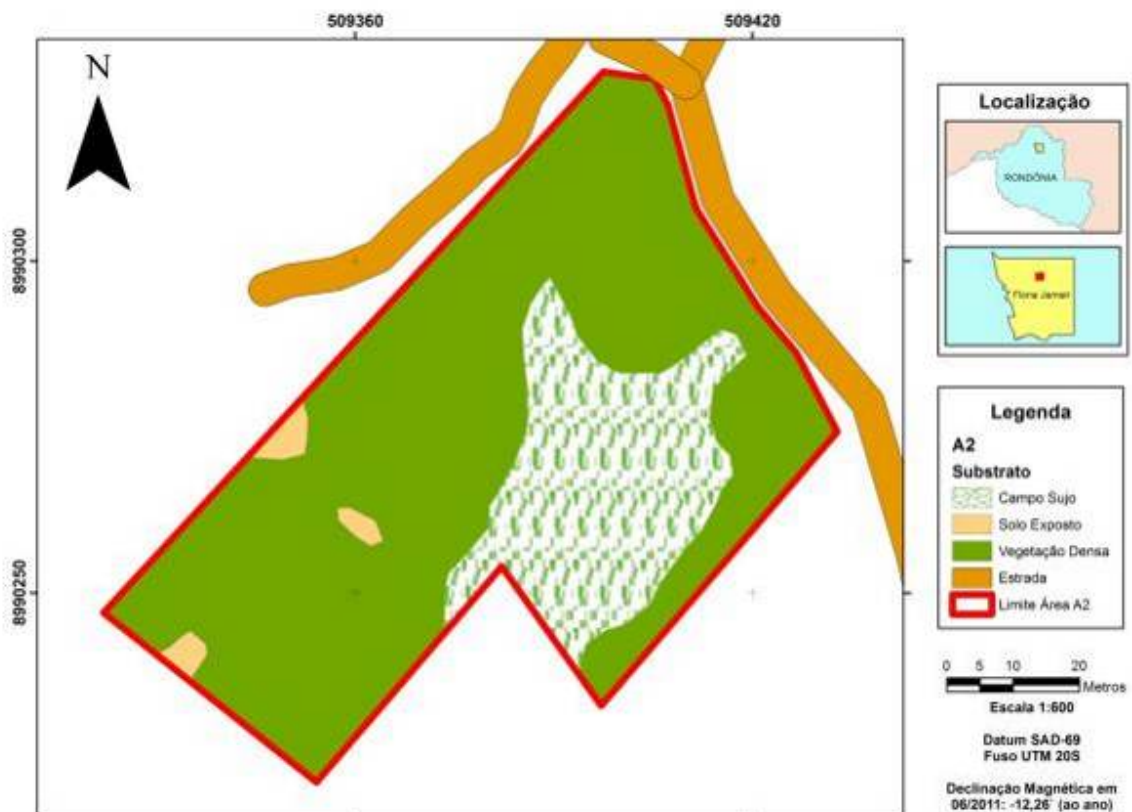 509360
509420
N
8990300
8990250
Localização
RONDÔNIA
Flona Jamari
Legenda
A2
Substrato
Campo Sujo
Solo Exposto
Vegetação Densa
Estrada
Limite Área A2
0 5 10 20
Metros
Escala 1:600
Datum SAD-69
Fuso UTM 20S
Declinação Magnética em
06/2011: -12,26´ (ao ano)